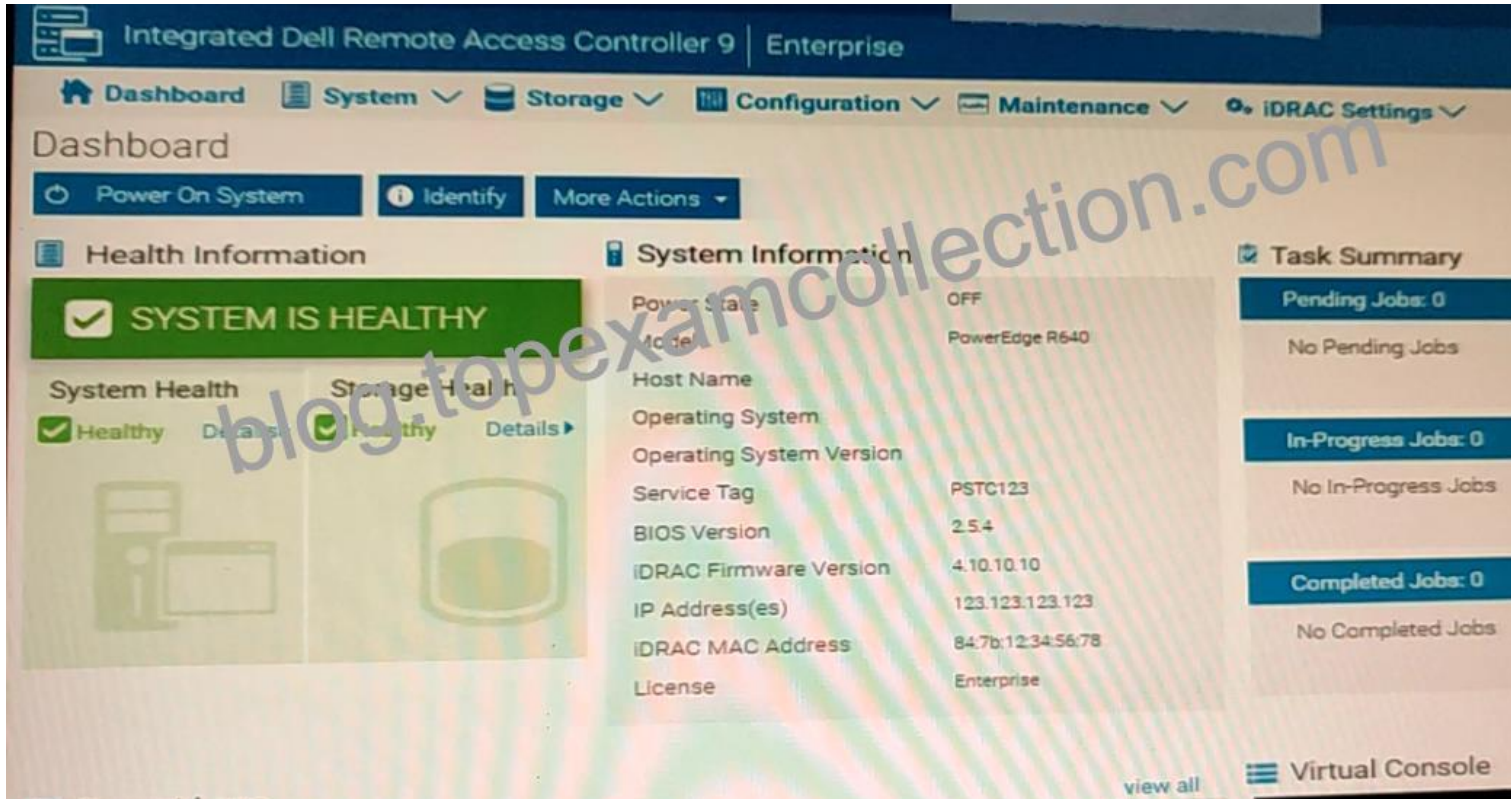 Integrated Dell Remote Access Controller 9 | Enterprise
Dashboard System Storage Configuration Maintenance iDRAC Settings
Dashboard
Power On System Identify More Actions
Health Information
SYSTEM IS HEALTHY
System Health Storage Health
Healthy Details Healthy Details
System Information
Power State OFF
Model PowerEdge R640
Host Name
Operating System
Operating System Version
Service Tag PSTC123
BIOS Version 2.5.4
iDRAC Firmware Version 4.10.10.10
IP Address(es) 123.123.123.123
iDRAC MAC Address 84:7b:12:34:56:78
License Enterprise
Task Summary
Pending Jobs: 0
No Pending Jobs
In-Progress Jobs: 0
No In-Progress Jobs
Completed Jobs: 0
No Completed Jobs
view all
Virtual Console
blog.topexamcollection.com